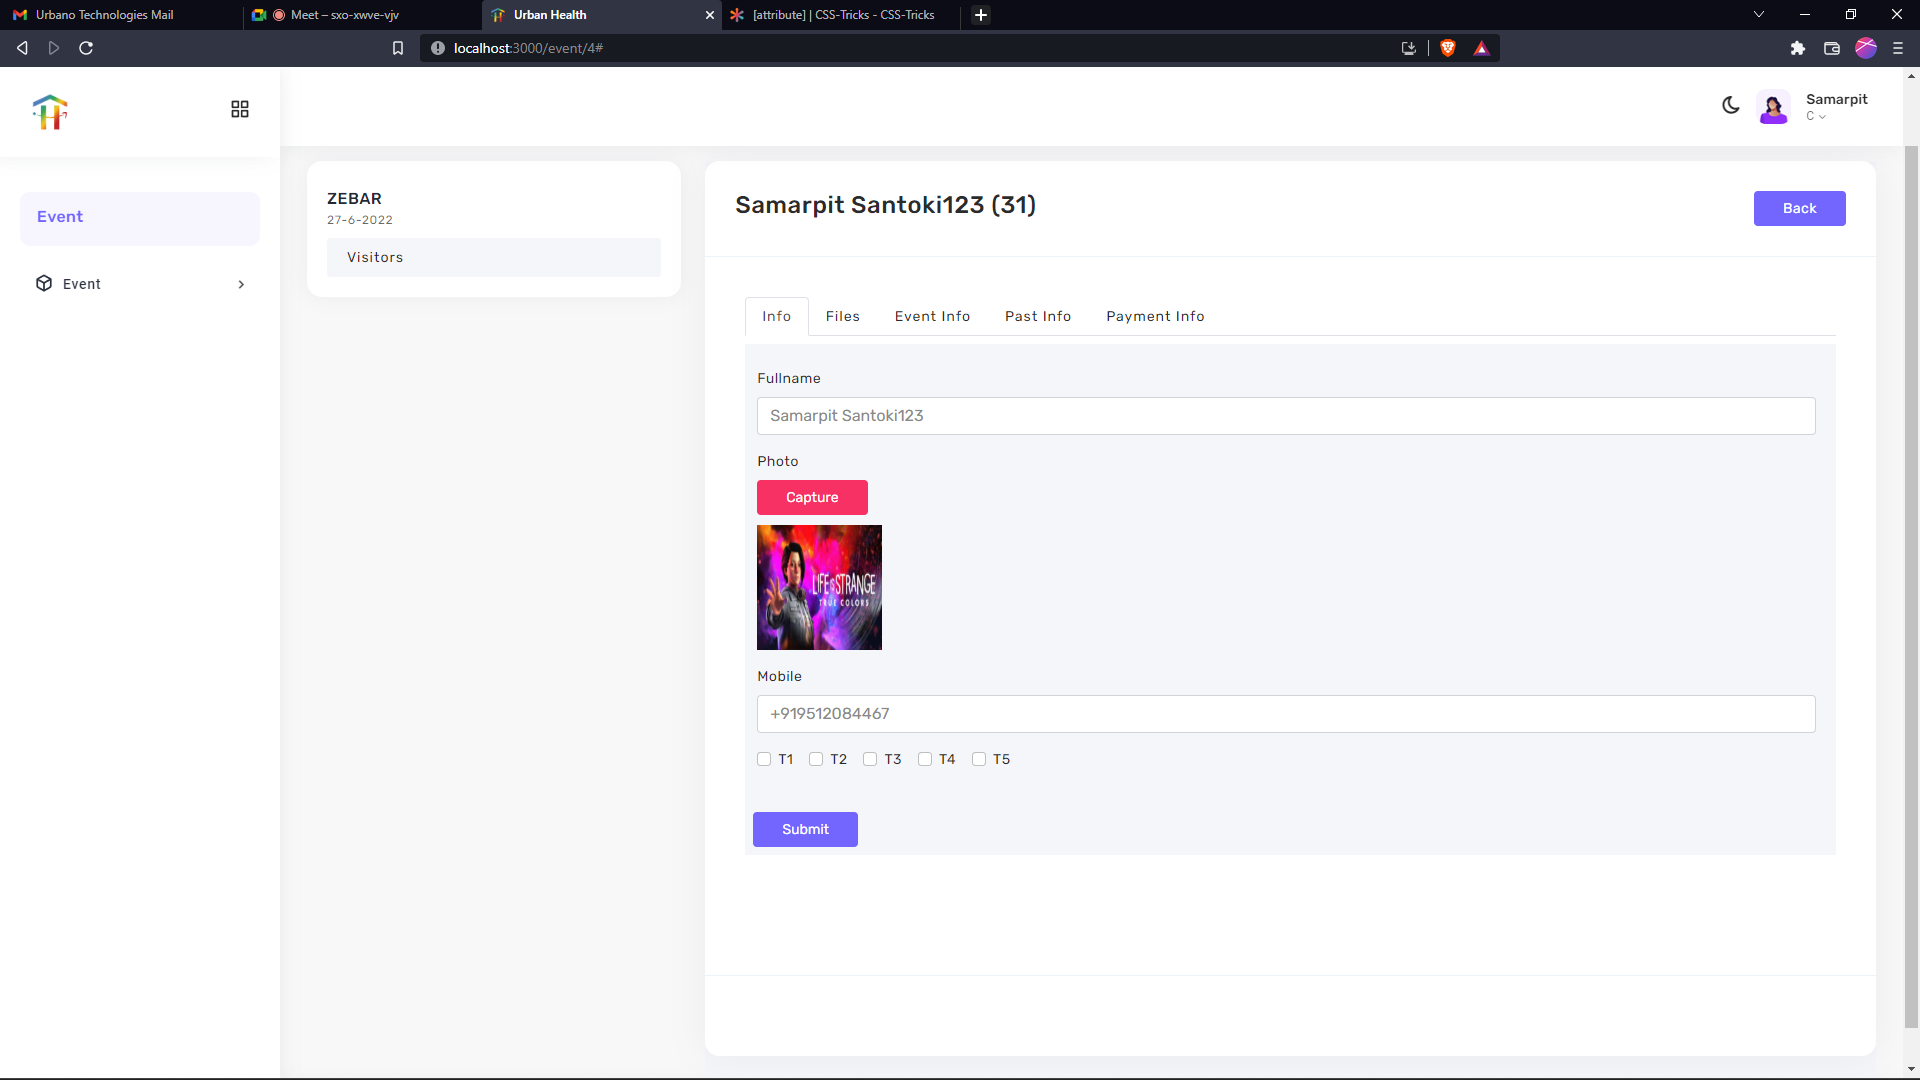 Urbano Technologies Mail
Meet – sxo-xwve-vjv
Urban Health
[attribute] | CSS-Tricks - CSS-Tricks
localhost:3000/event/4#
Samarpit
C
Event
Event
ZEBAR
27-6-2022
Visitors
Samarpit Santoki123 (31)
Back
Info Files Event Info Past Info Payment Info
Fullname
Samarpit Santoki123
Photo
Capture
LIFE IS STRANGE
TRUE COLORS
Mobile
+919512084467
T1 T2 T3 T4 T5
Submit